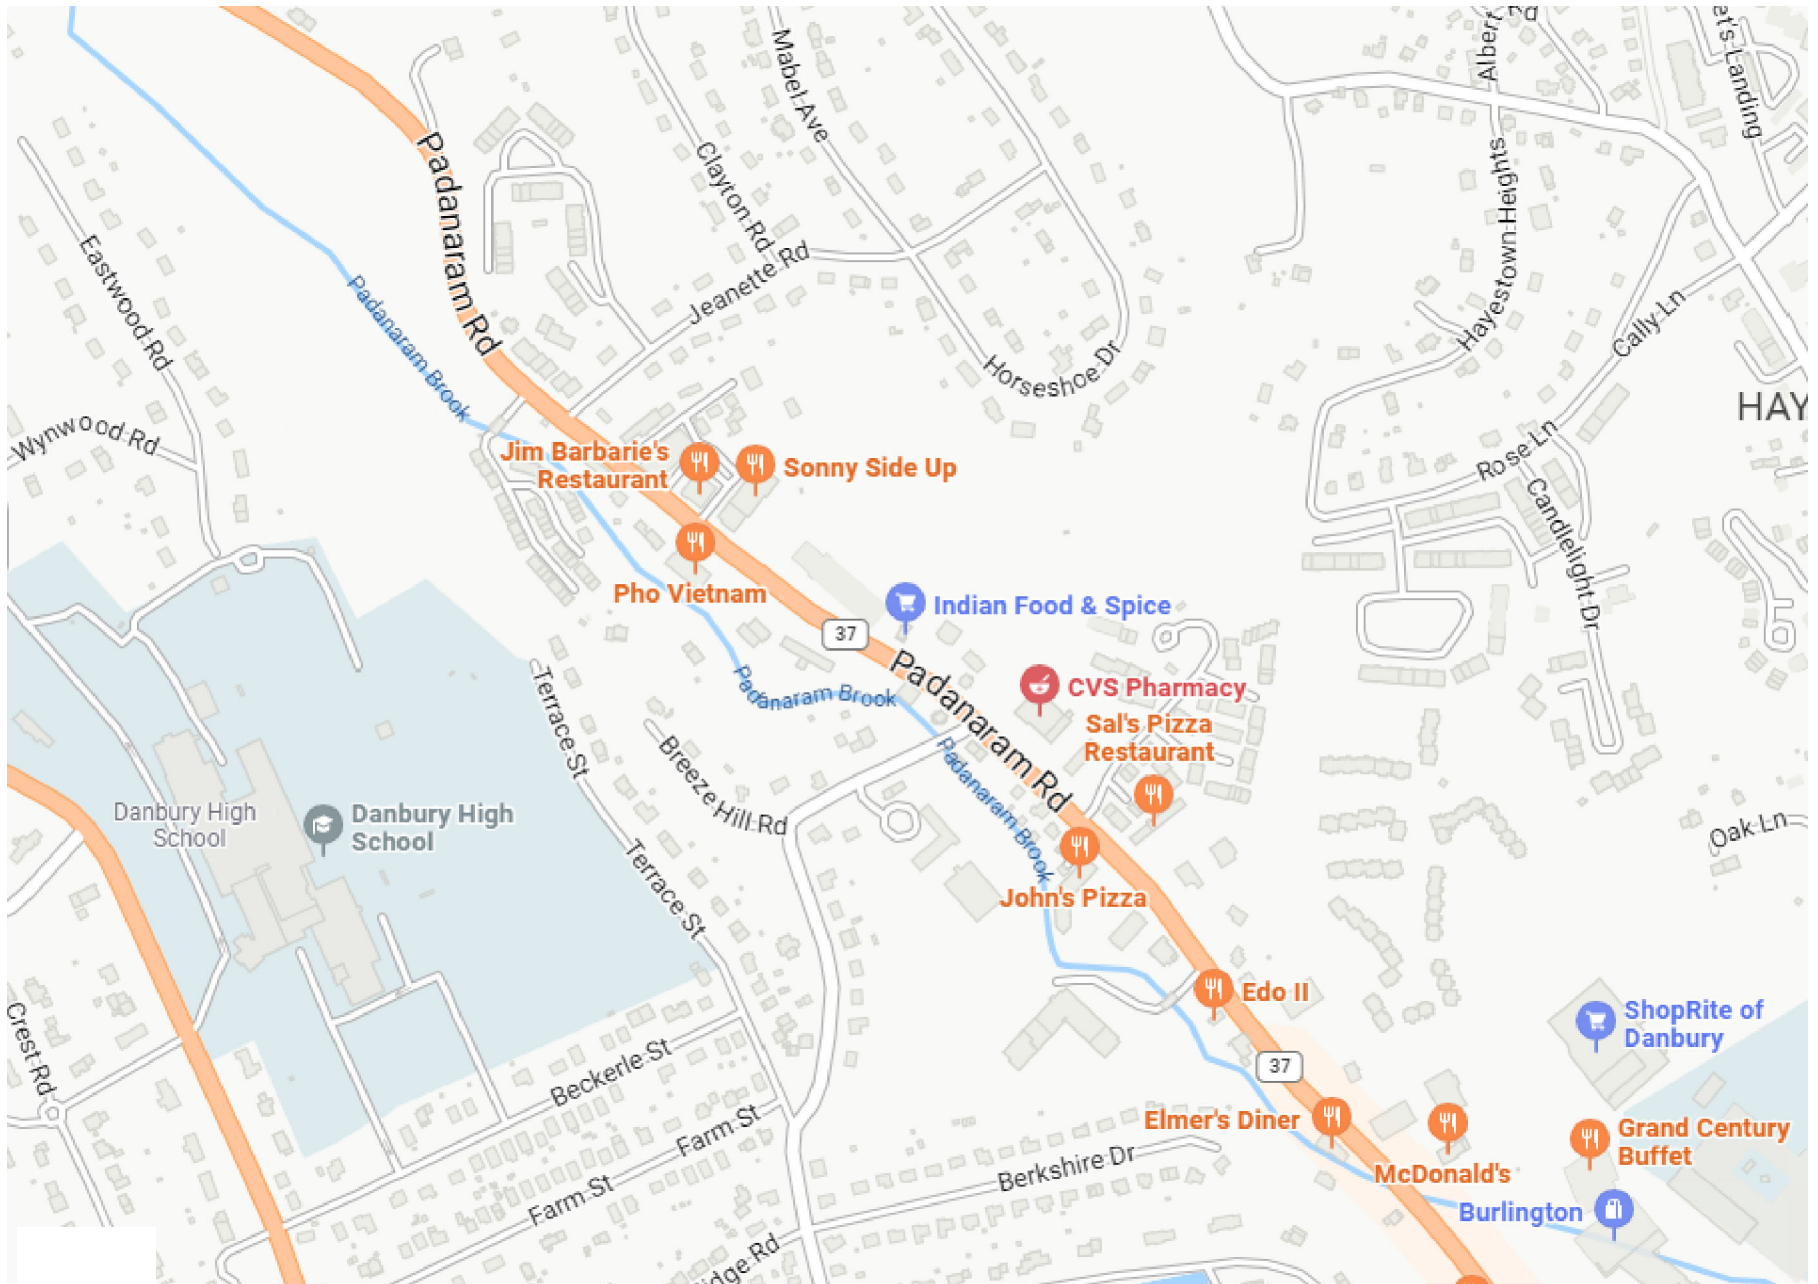 Albert
Mabel Ave
Padanaram Rd
Clayton Rd
Landing
Hayestown Heights
Eastwood Rd
Jeanette Rd
Padanaram Brook
Cally Ln
Horseshoe Dr
HAY
Wynwood Rd
Jim Barbarie's
Restaurant
Sonny Side Up
Rose Ln
Candlelight Dr
Pho Vietnam
Indian Food & Spice
37
Padanaram Rd
Padanaram Brook
CVS Pharmacy
Sal's Pizza
Restaurant
Terrace St
Breeze Hill Rd
Padanaram Brook
Danbury High
School
Danbury High
School
Oak Ln
Terrace St
John's Pizza
Edo II
ShopRite of
Danbury
Crest Rd
Beckerle St
37
Farm St
Elmer's Diner
McDonald's
Grand Century
Buffet
Berkshire Dr
Farm St
Burlington
idge Rd